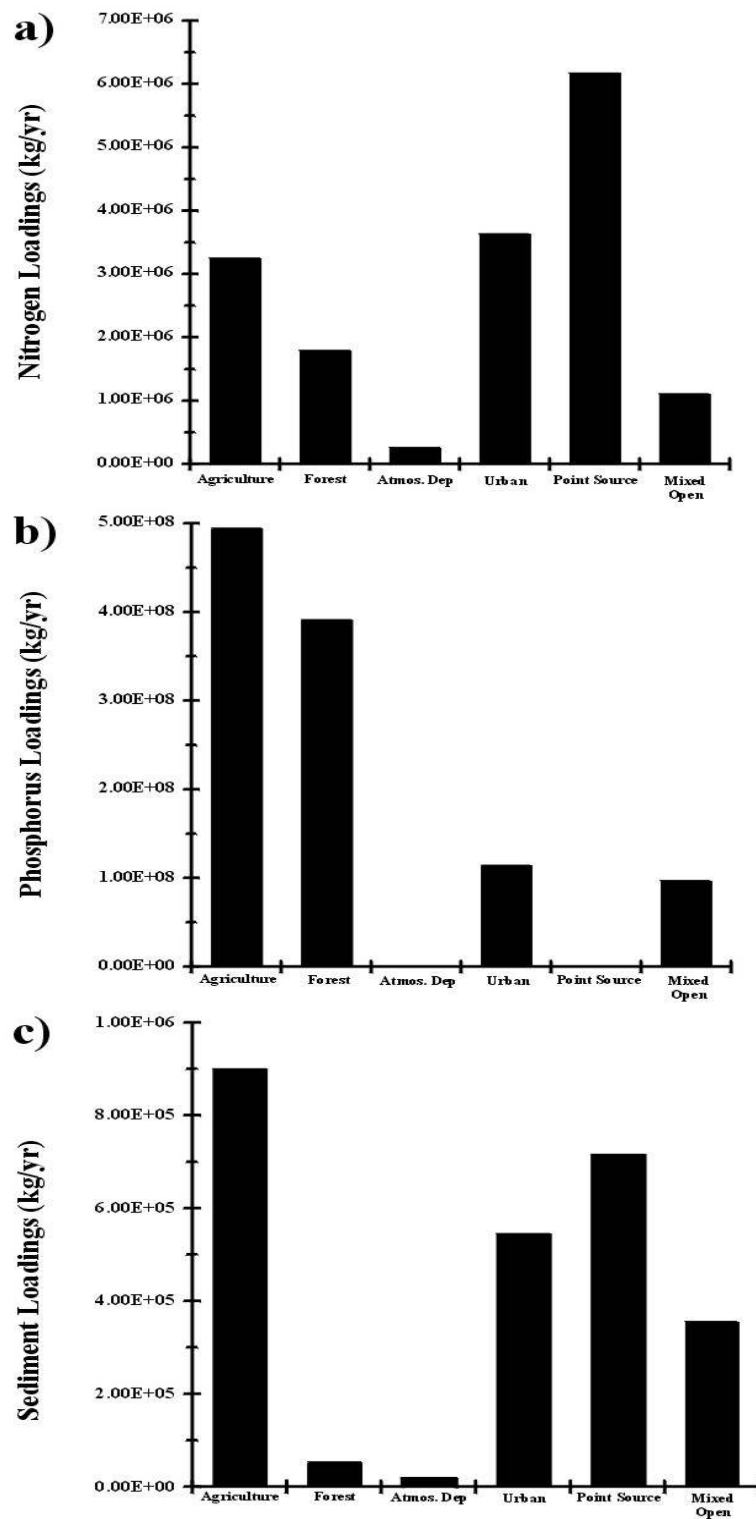 a)
Nitrogen Loadings (kg/yr)
7.00E+06
6.00E+06
5.00E+06
4.00E+06
3.00E+06
2.00E+06
1.00E+06
0.00E+00
Agriculture Forest Atmos. Dep Urban Point Source Mixed
Open
b)
Phosphorus Loadings (kg/yr)
5.00E+08
4.00E+08
3.00E+08
2.00E+08
1.00E+08
0.00E+00
Agriculture Forest Atmos. Dep Urban Point Source Mixed
Open
c)
Sediment Loadings (kg/yr)
1.00E+06
8.00E+05
6.00E+05
4.00E+05
2.00E+05
0.00E+00
Agriculture Forest Atmos. Dep Urban Point Source Mixed
Open